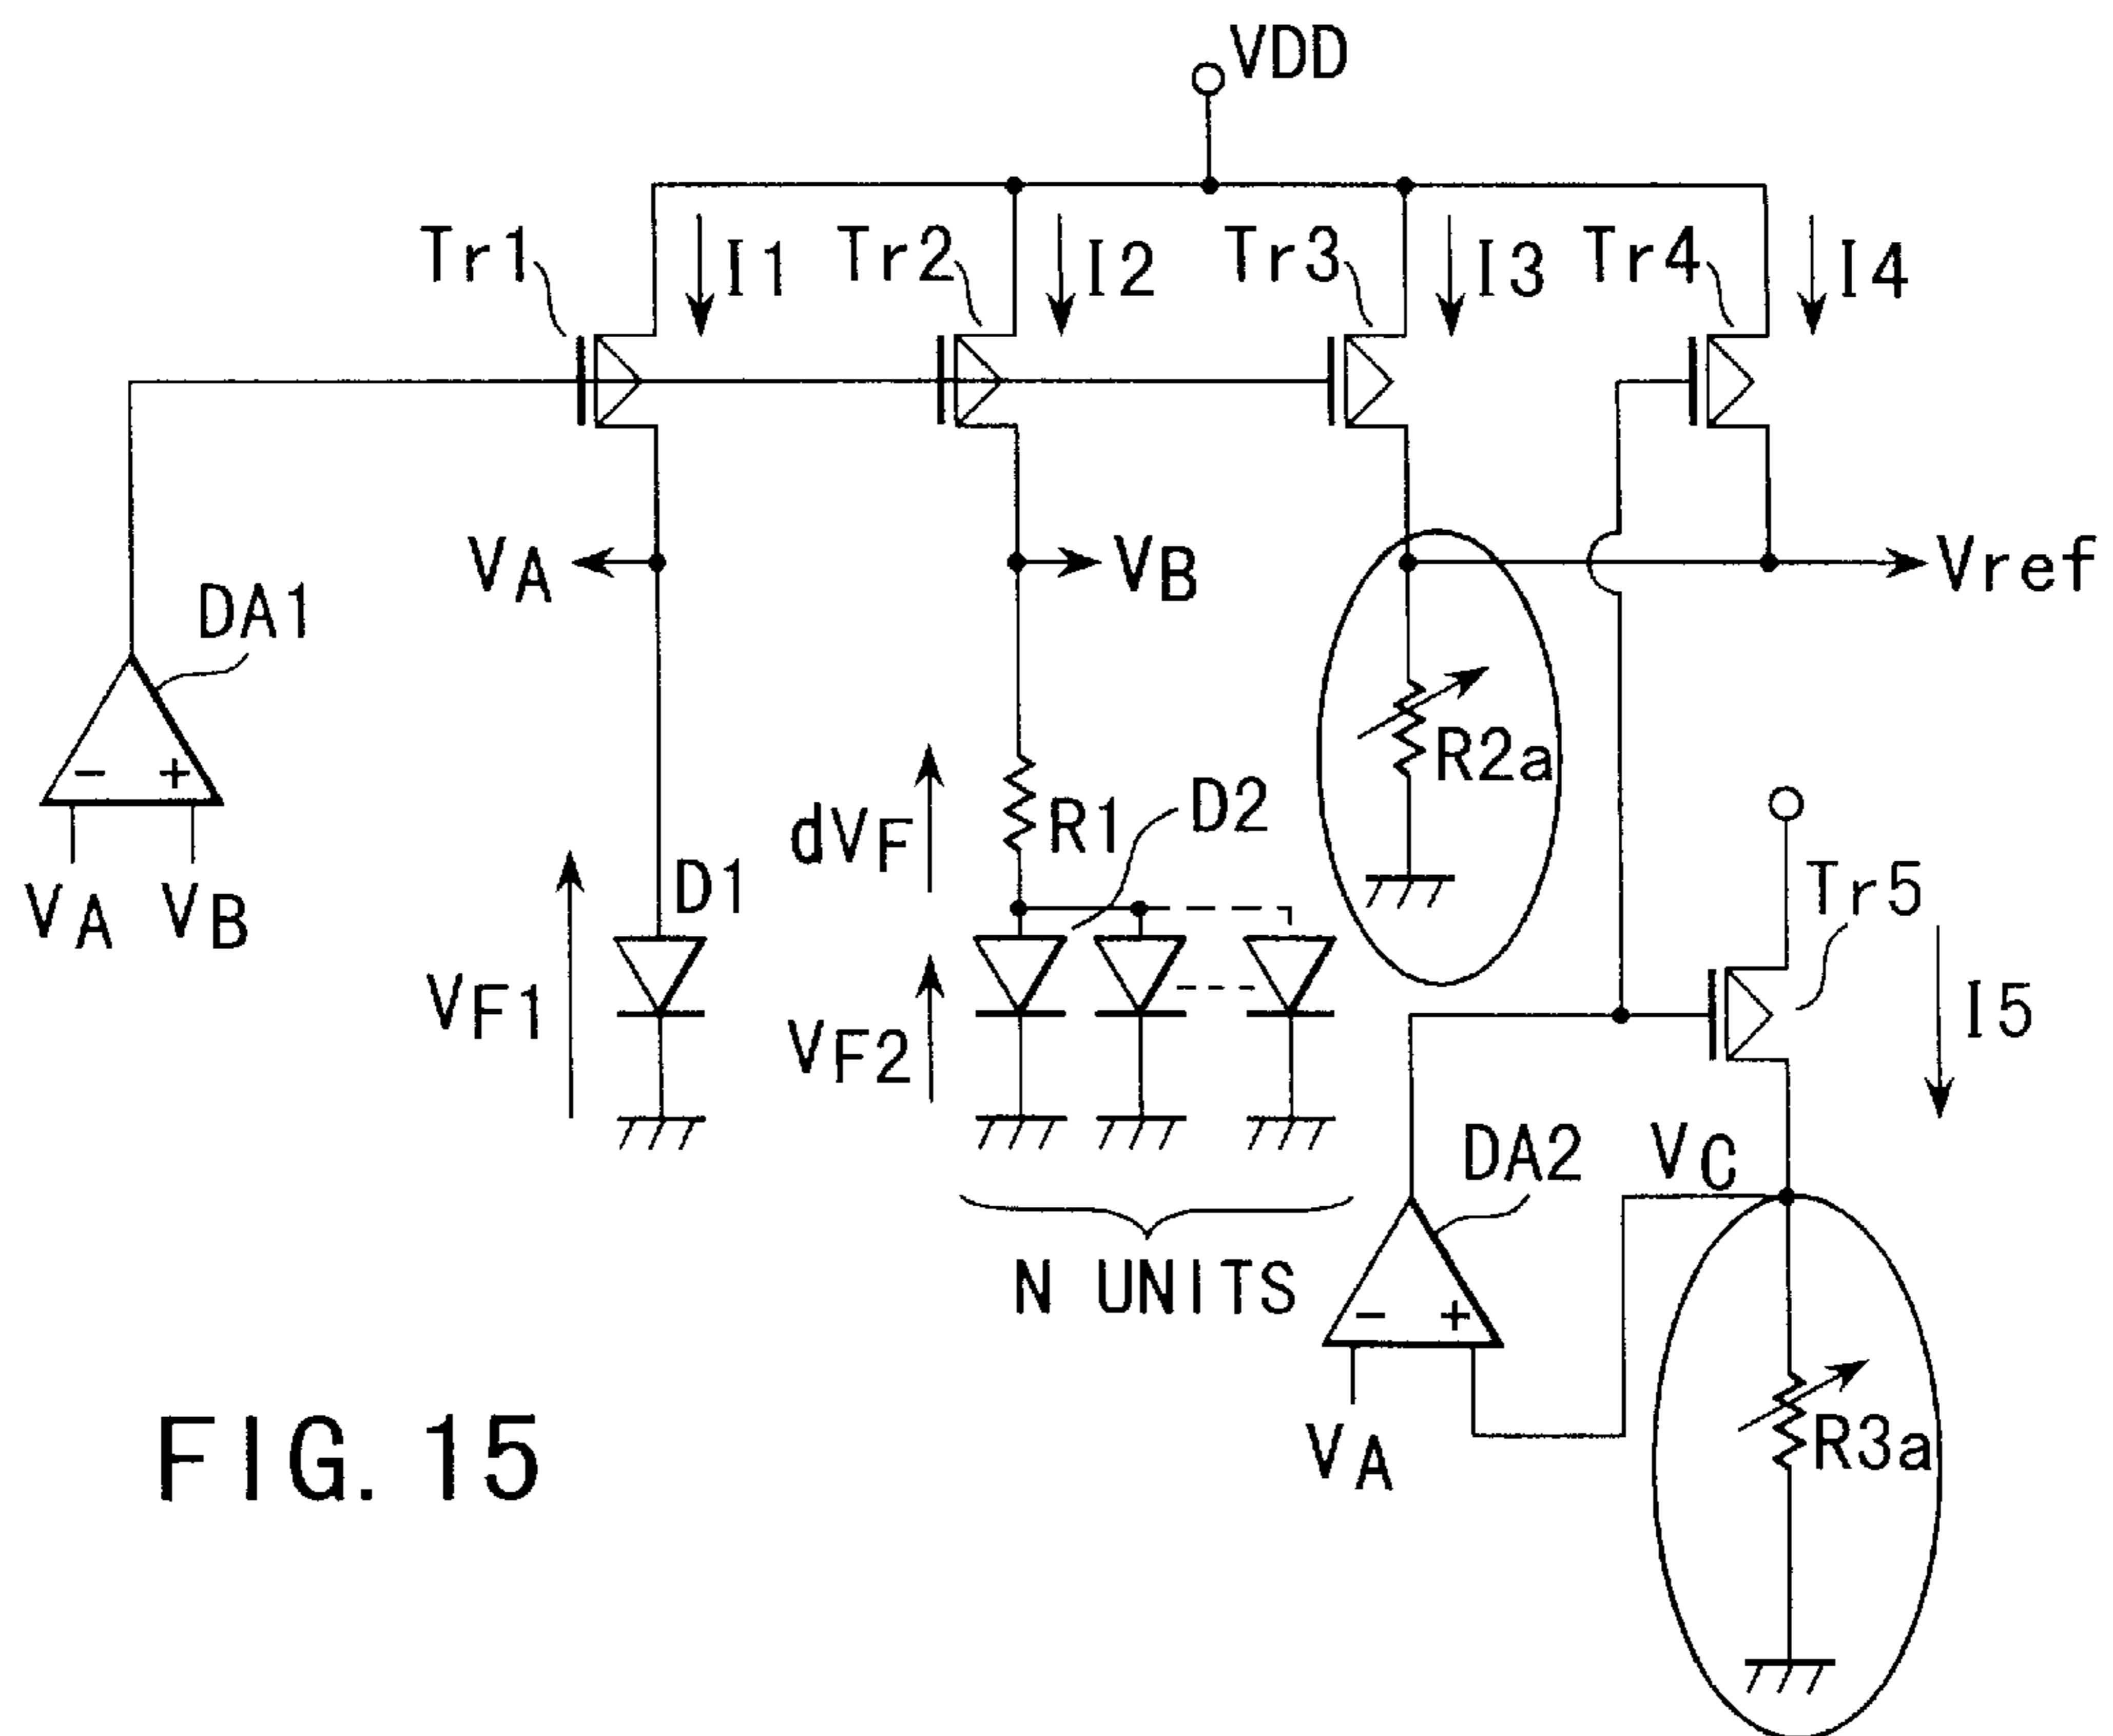 VDD
Tr1
I1
Tr2
I2
Tr3
I3
Tr4
I4
VA
VB
Vref
DA1
- +
VA VB
R2a
dVF
R1
D2
D1
VF1
VF2
Tr5
I5
N UNITS
DA2
VC
- +
VA
R3a
FIG. 15